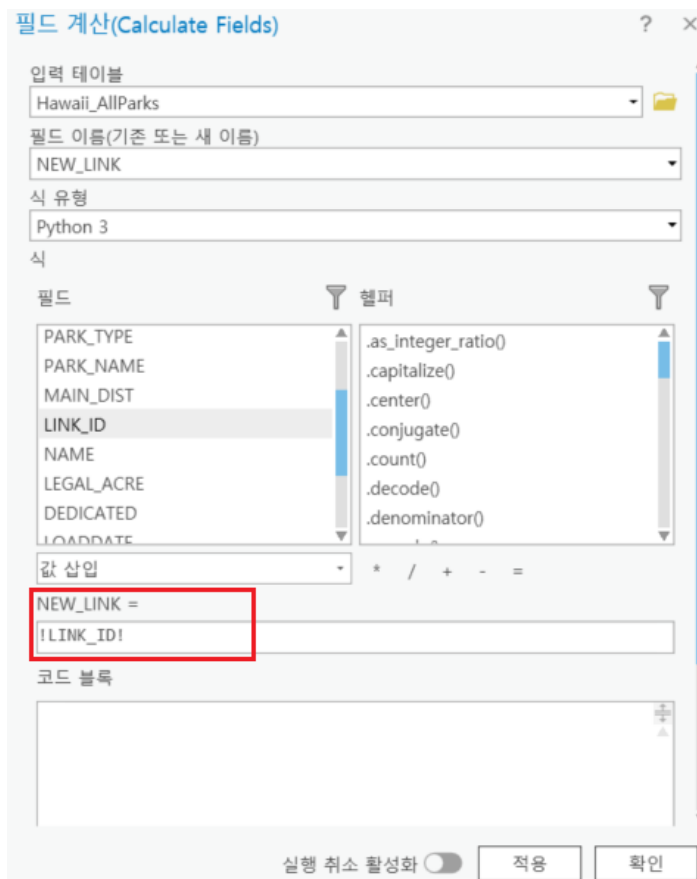 필드 계산(Calculate Fields)
? ×
입력 테이블
Hawaii_AllParks
필드 이름(기존 또는 새 이름)
NEW_LINK
식 유형
Python 3
식
필드
헬퍼
PARK_TYPE
PARK_NAME
MAIN_DIST
LINK_ID
NAME
LEGAL_ACRE
DEDICATED
LOADDATE
.as_integer_ratio()
.capitalize()
.center()
.conjugate()
.count()
.decode()
.denominator()
값 삽입
* / + - =
NEW_LINK =
!LINK_ID!
코드 블록
실행 취소 활성화
적용
확인